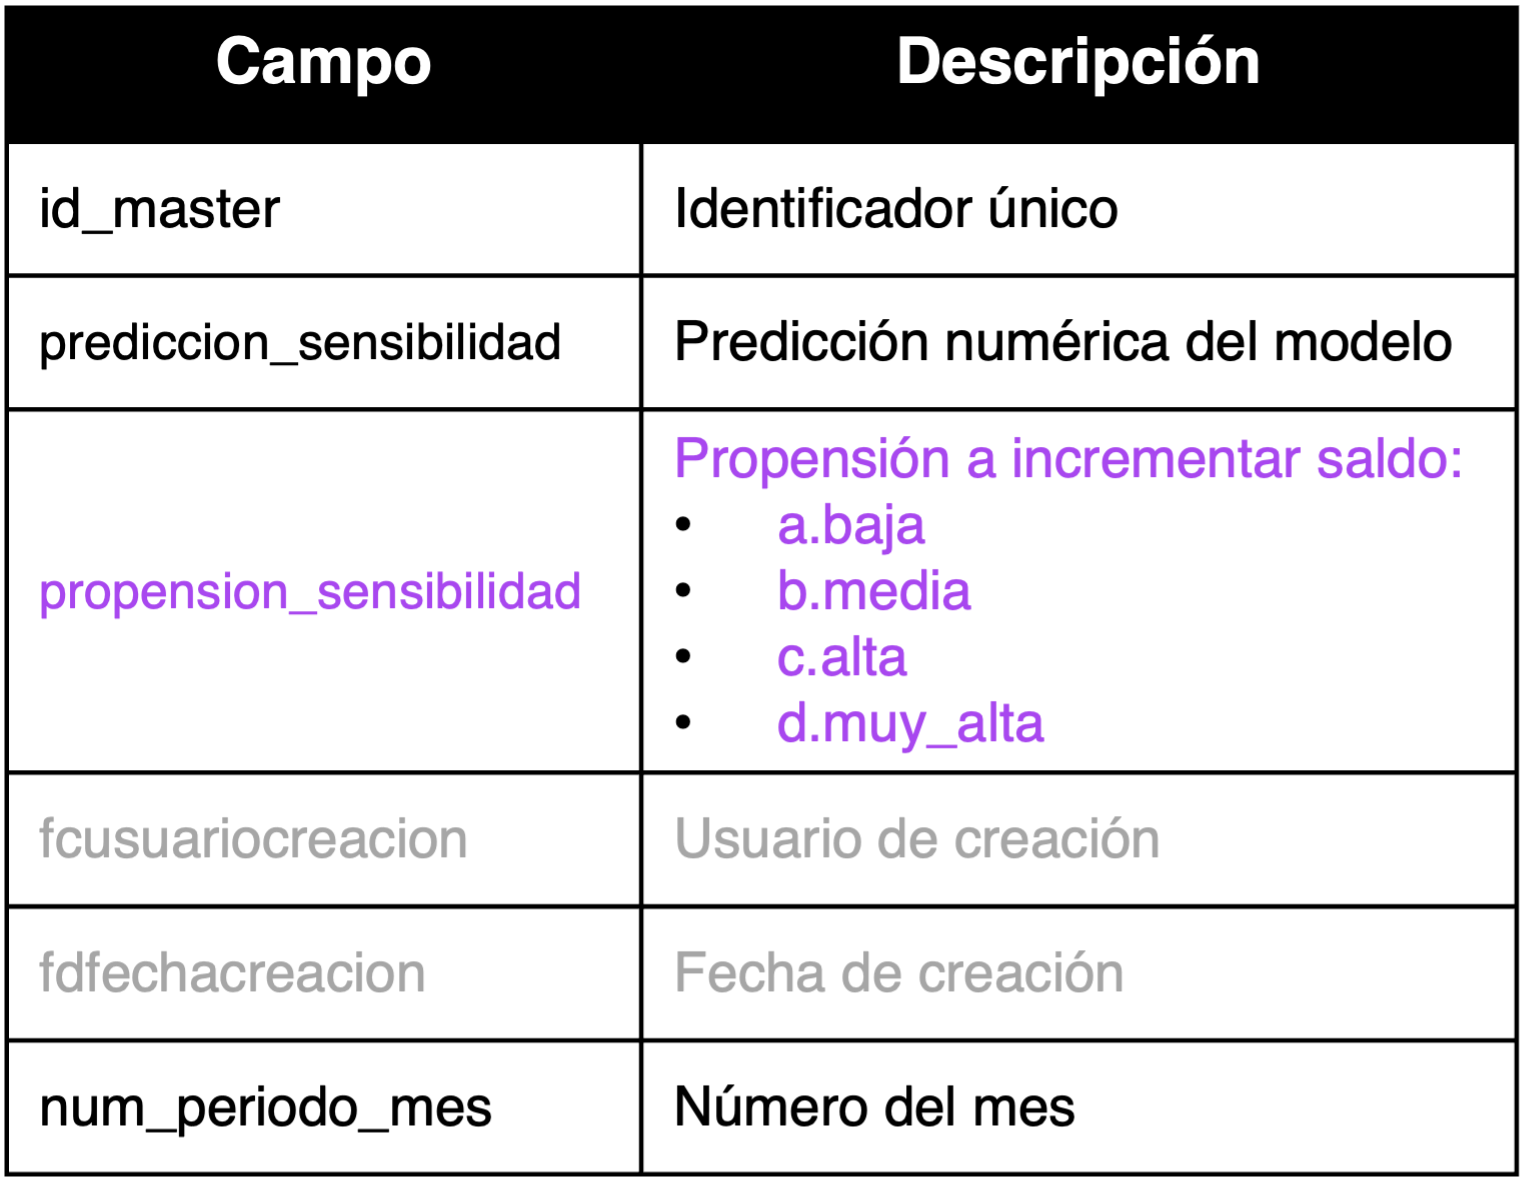 Campo Descripción
id_master Identificador único
prediccion_sensibilidad Predicción numérica del modelo
propension_sensibilidad Propensión a incrementar saldo:
• a.baja
• b.media
• c.alta
• d.muy_alta
fcusuariocreacion Usuario de creación
fdfechacreacion Fecha de creación
num_periodo_mes Número del mes